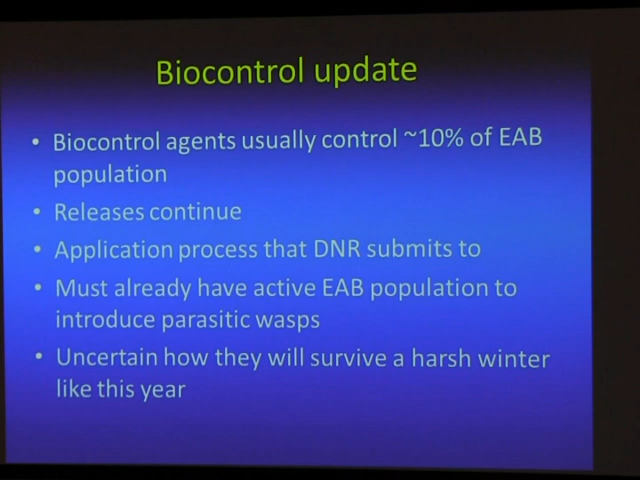 Biocontrol update
• Biocontrol agents usually control ~10% of EAB
population
• Releases continue
• Application process that DNR submits to
• Must already have active EAB population to
introduce parasitic wasps
• Uncertain how they will survive a harsh winter
like this year